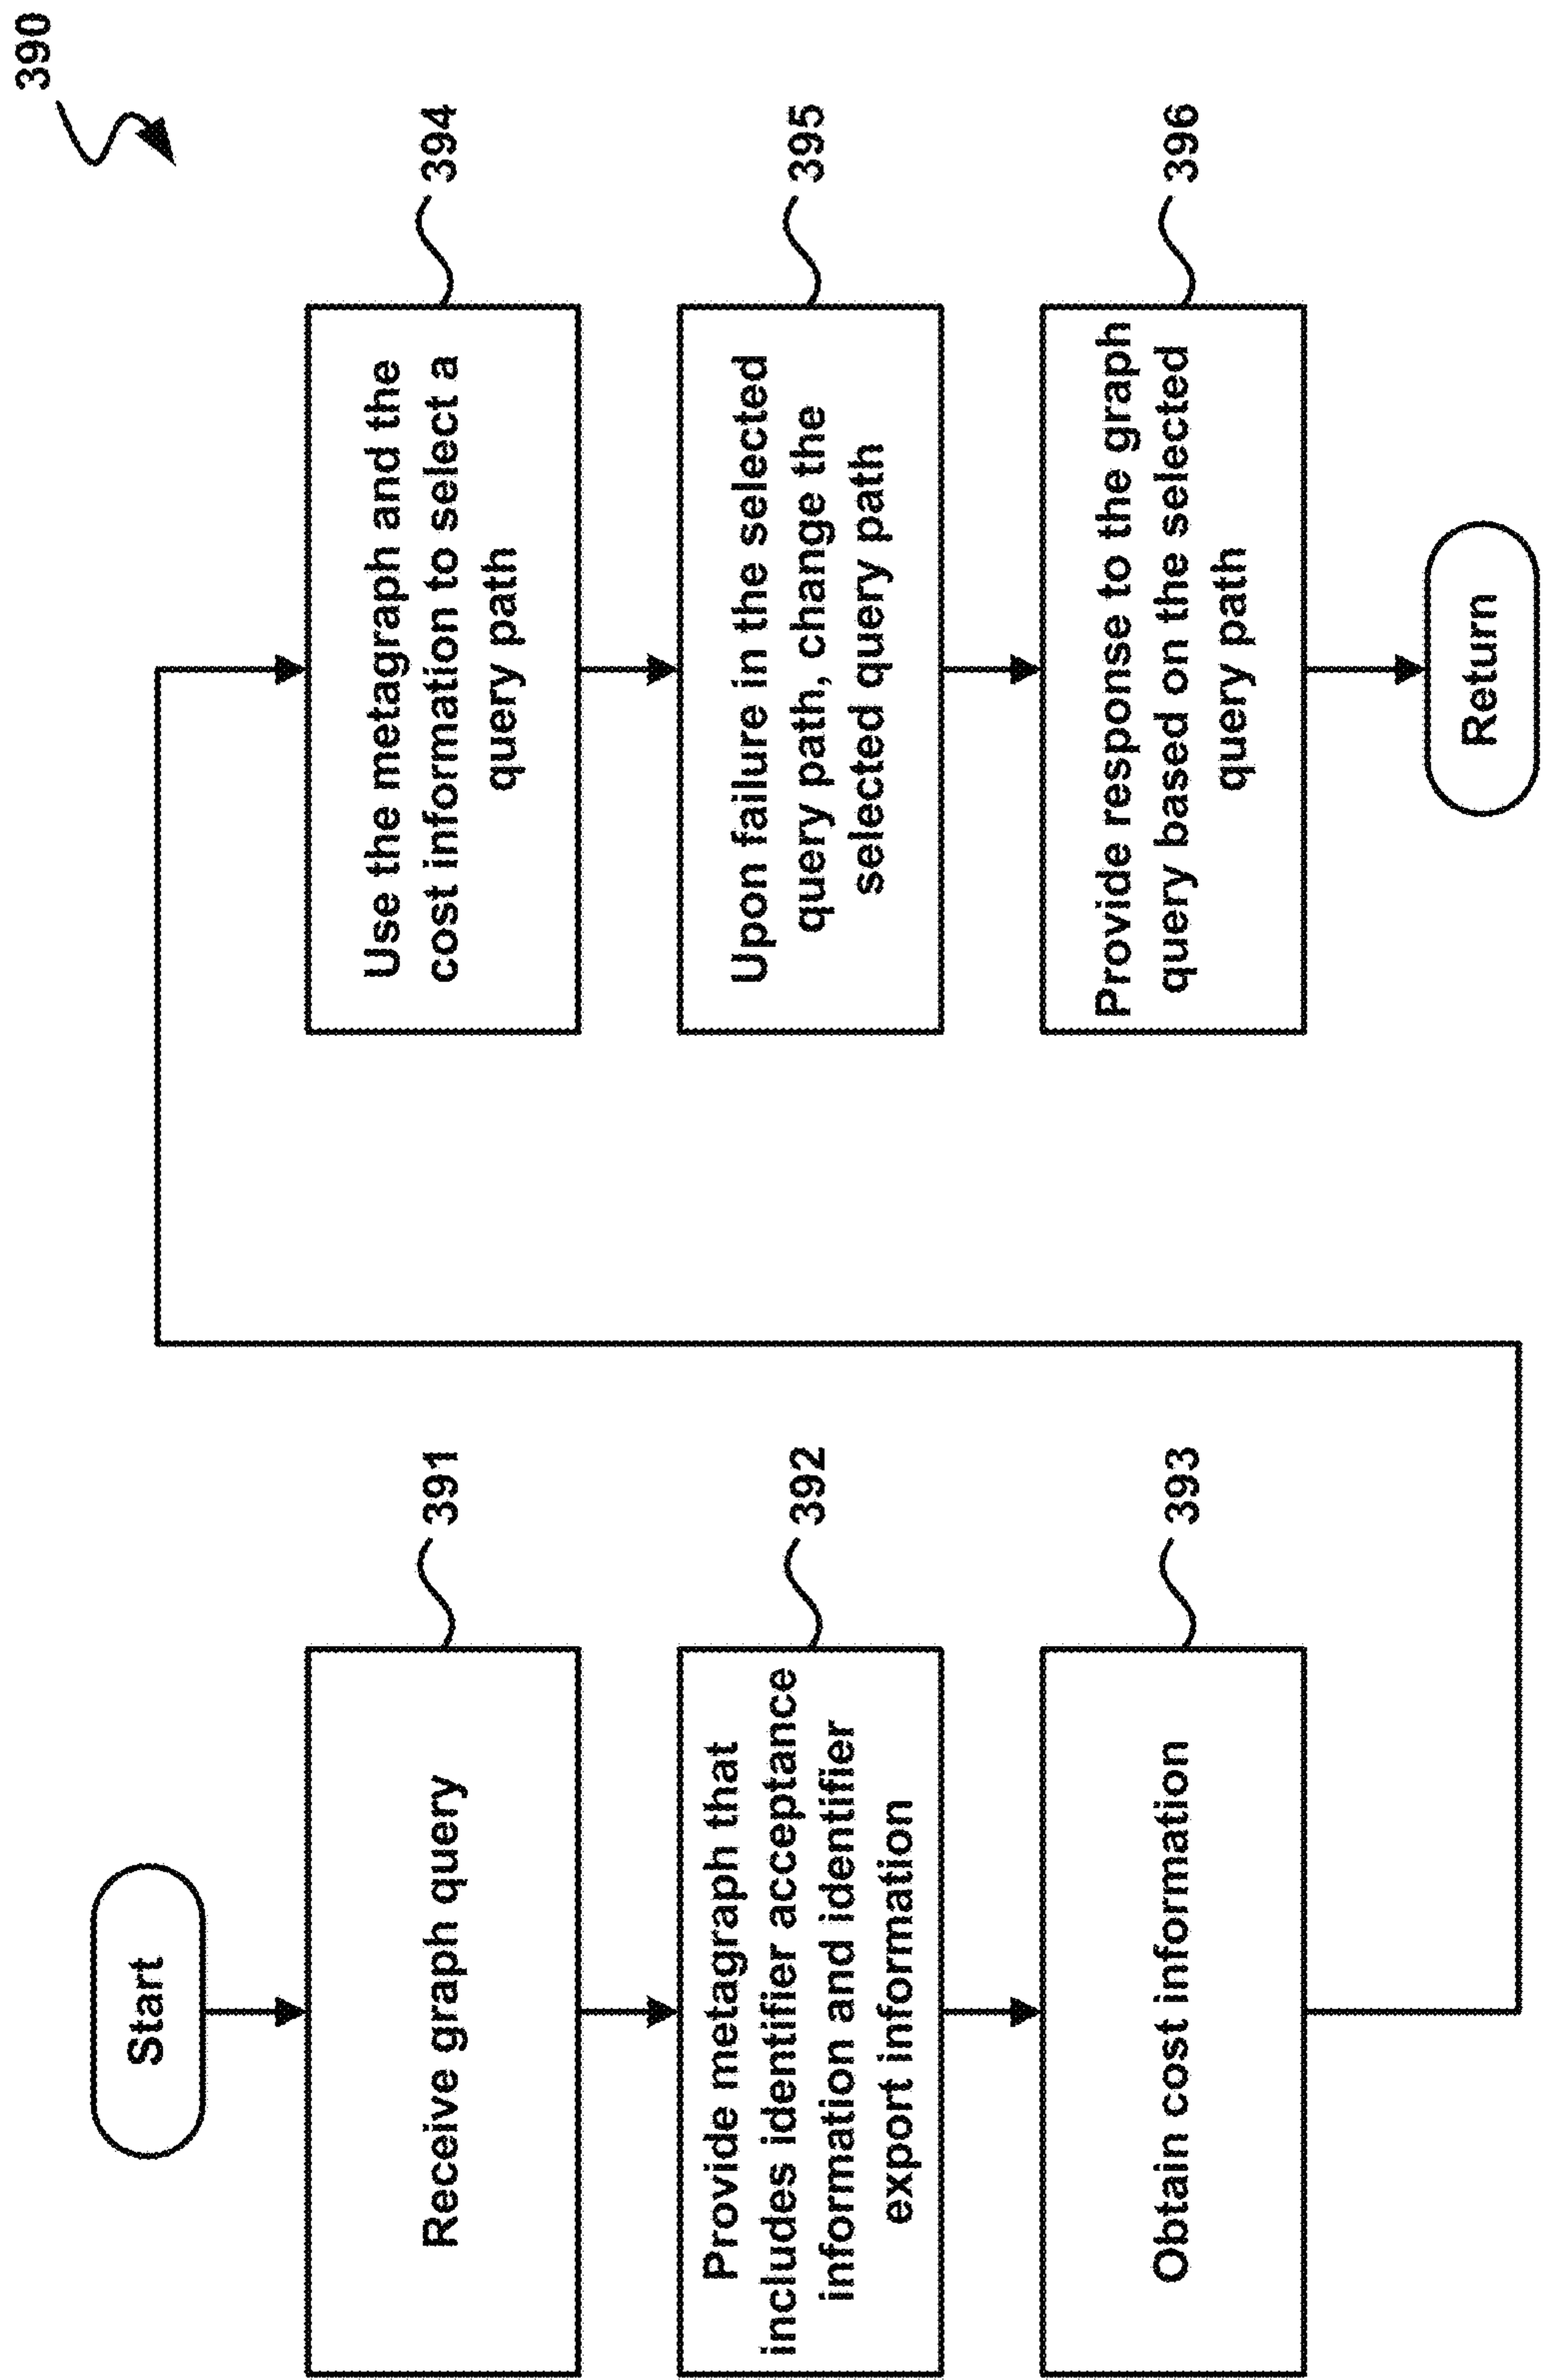 390
Start
Receive graph query
391
Provide metagraph that
includes identifier acceptance
information and identifier
export information
392
Obtain cost information
393
Use the metagraph and the
cost information to select a
query path
394
Upon failure in the selected
query path, change the
selected query path
395
Provide response to the graph
query based on the selected
query path
396
Return